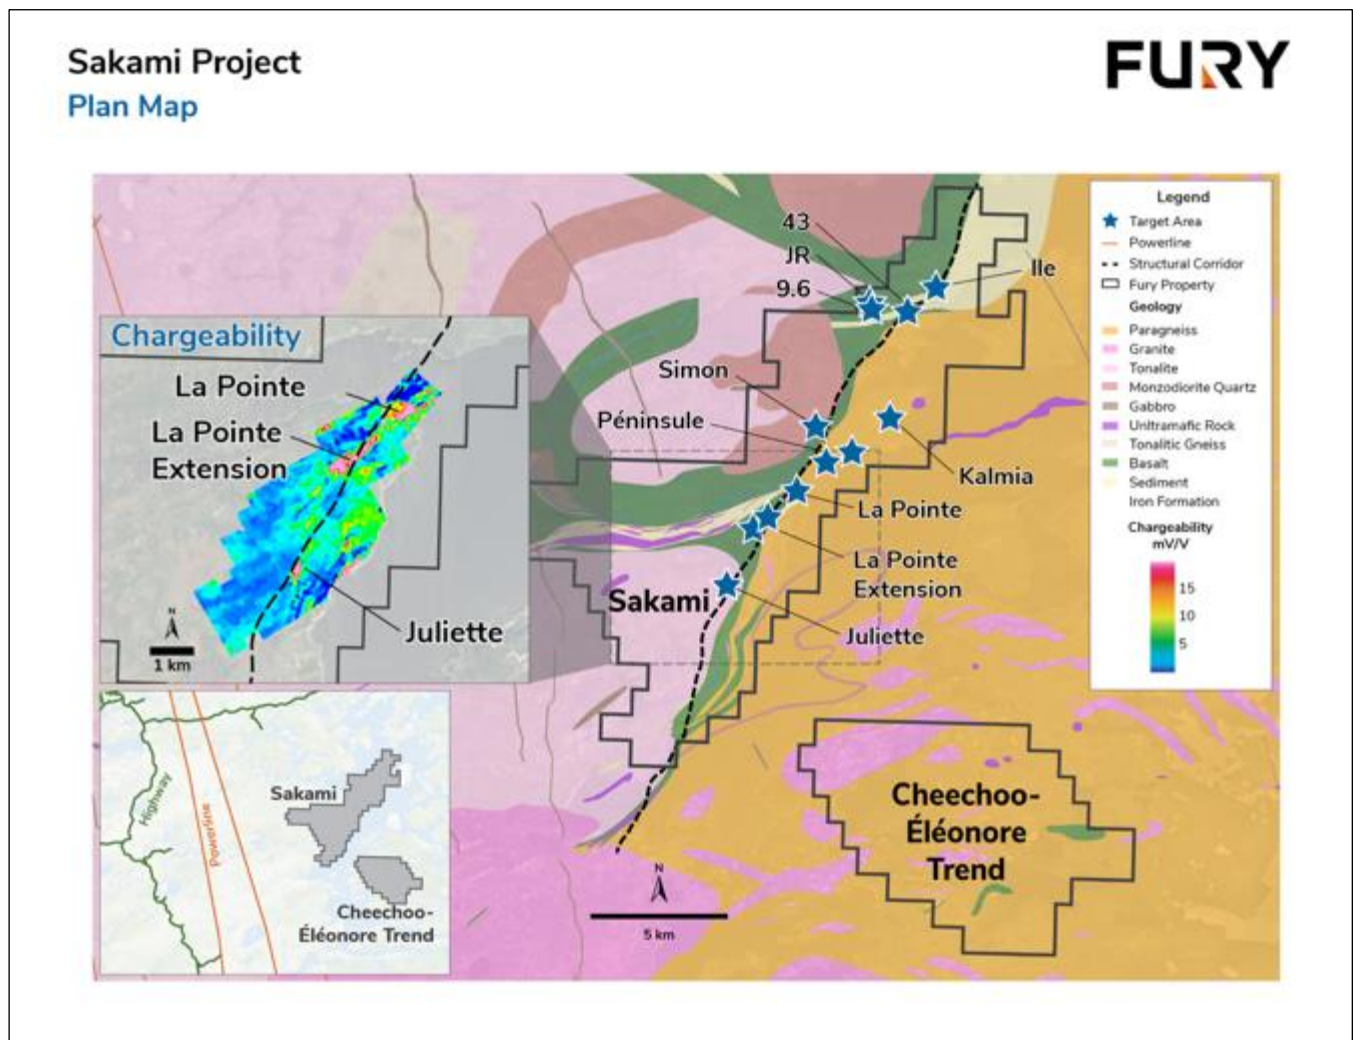 Sakami Project
Plan Map
FURY
43
JR
9.6
Ile
Simon
Péninsule
Kalmia
La Pointe
La Pointe
Extension
Sakami
Juliette
Cheechoo-
Éléonore
Trend
N
5 km
Chargeability
La Pointe
La Pointe
Extension
Juliette
N
1 km
Highway
Powerline
Sakami
Cheechoo-
Éléonore Trend
Legend
Target Area
Powerline
Structural Corridor
Fury Property
Geology
Paragneiss
Granite
Tonalite
Monzodiorite Quartz
Gabbro
Unltramafic Rock
Tonalitic Gneiss
Basalt
Sediment
Iron Formation
Chargeability
mV/V
15
10
5